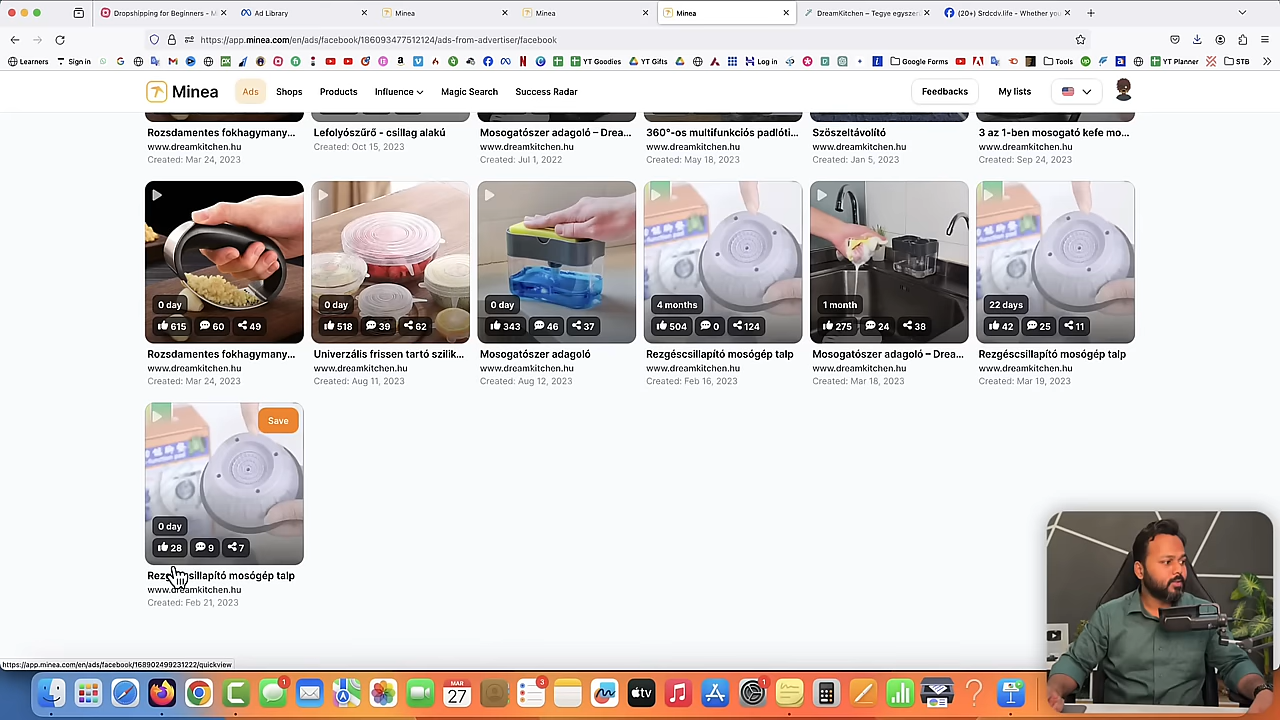 Dropshipping for Beginners - M
Ad Library
Minea
Minea
Minea
DreamKitchen – Tegye egyszer
(20+) Srdcdv.life - Whether you
https://app.minea.com/en/ads/facebook/186093477512124/ads-from-advertiser/facebook
Learners
Sign in
YT Goodies
YT Gifts
Log in
Google Forms
Tools
YT Planner
STB
Minea
Ads
Shops
Products
Influence
Magic Search
Success Radar
Feedbacks
My lists
Rozsdamentes fokhagymany...
www.dreamkitchen.hu
Created: Mar 24, 2023
Lefolyószűrő - csillag alakú
Created: Oct 15, 2023
Mosogatószer adagoló – Drea...
www.dreamkitchen.hu
Created: Jul 1, 2022
360°-os multifunkciós padlóti...
www.dreamkitchen.hu
Created: May 18, 2023
Szöszeltávolító
www.dreamkitchen.hu
Created: Jan 5, 2023
3 az 1-ben mosogató kefe mo...
www.dreamkitchen.hu
Created: Sep 24, 2023
0 day
615 60 49
Rozsdamentes fokhagymany...
www.dreamkitchen.hu
Created: Mar 24, 2023
0 day
518 39 62
Univerzális frissen tartó szilik...
www.dreamkitchen.hu
Created: Aug 11, 2023
0 day
343 46 37
Mosogatószer adagoló
www.dreamkitchen.hu
Created: Aug 12, 2023
4 months
504 0 124
Rezgéscsillapító mosógép talp
www.dreamkitchen.hu
Created: Feb 16, 2023
1 month
275 24 38
Mosogatószer adagoló – Drea...
www.dreamkitchen.hu
Created: Mar 18, 2023
22 days
42 25 11
Rezgéscsillapító mosógép talp
www.dreamkitchen.hu
Created: Mar 19, 2023
Save
0 day
28 9 7
Rezgéscsillapító mosógép talp
www.dreamkitchen.hu
Created: Feb 21, 2023
https://app.minea.com/en/ads/facebook/168902499231222/quickview
MAR
27
1
3
tv
1